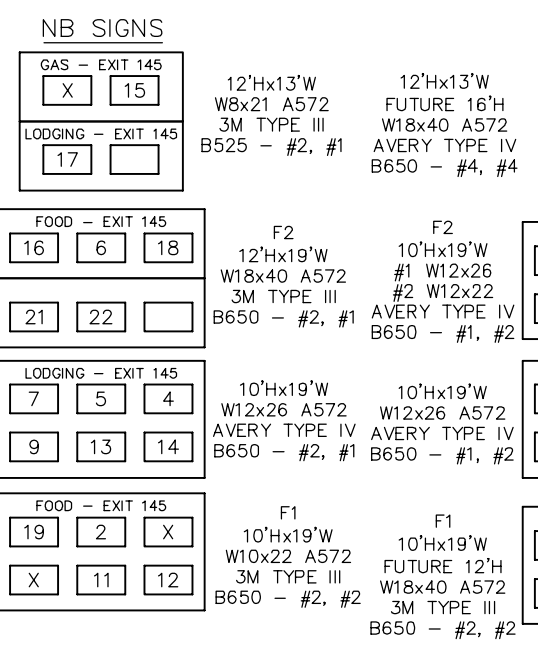 NB SIGNS
GAS – EXIT 145
X 15
LODGING – EXIT 145
17
12'Hx13'W
W8x21 A572
3M TYPE III
B525 – #2, #1
12'Hx13'W
FUTURE 16'H
W18x40 A572
AVERY TYPE IV
B650 – #4, #4
FOOD – EXIT 145
16 6 18
21 22
F2
12'Hx19'W
W18x40 A572
3M TYPE III
B650 – #2, #1
F2
10'Hx19'W
#1 W12x26
#2 W12x22
AVERY TYPE IV
B650 – #1, #2
LODGING – EXIT 145
7 5 4
9 13 14
10'Hx19'W
W12x26 A572
AVERY TYPE IV
B650 – #2, #1
10'Hx19'W
W12x26 A572
AVERY TYPE IV
B650 – #1, #2
FOOD – EXIT 145
19 2 X
X 11 12
F1
10'Hx19'W
W10x22 A572
3M TYPE III
B650 – #2, #2
F1
10'Hx19'W
FUTURE 12'H
W18x40 A572
3M TYPE III
B650 – #2, #2